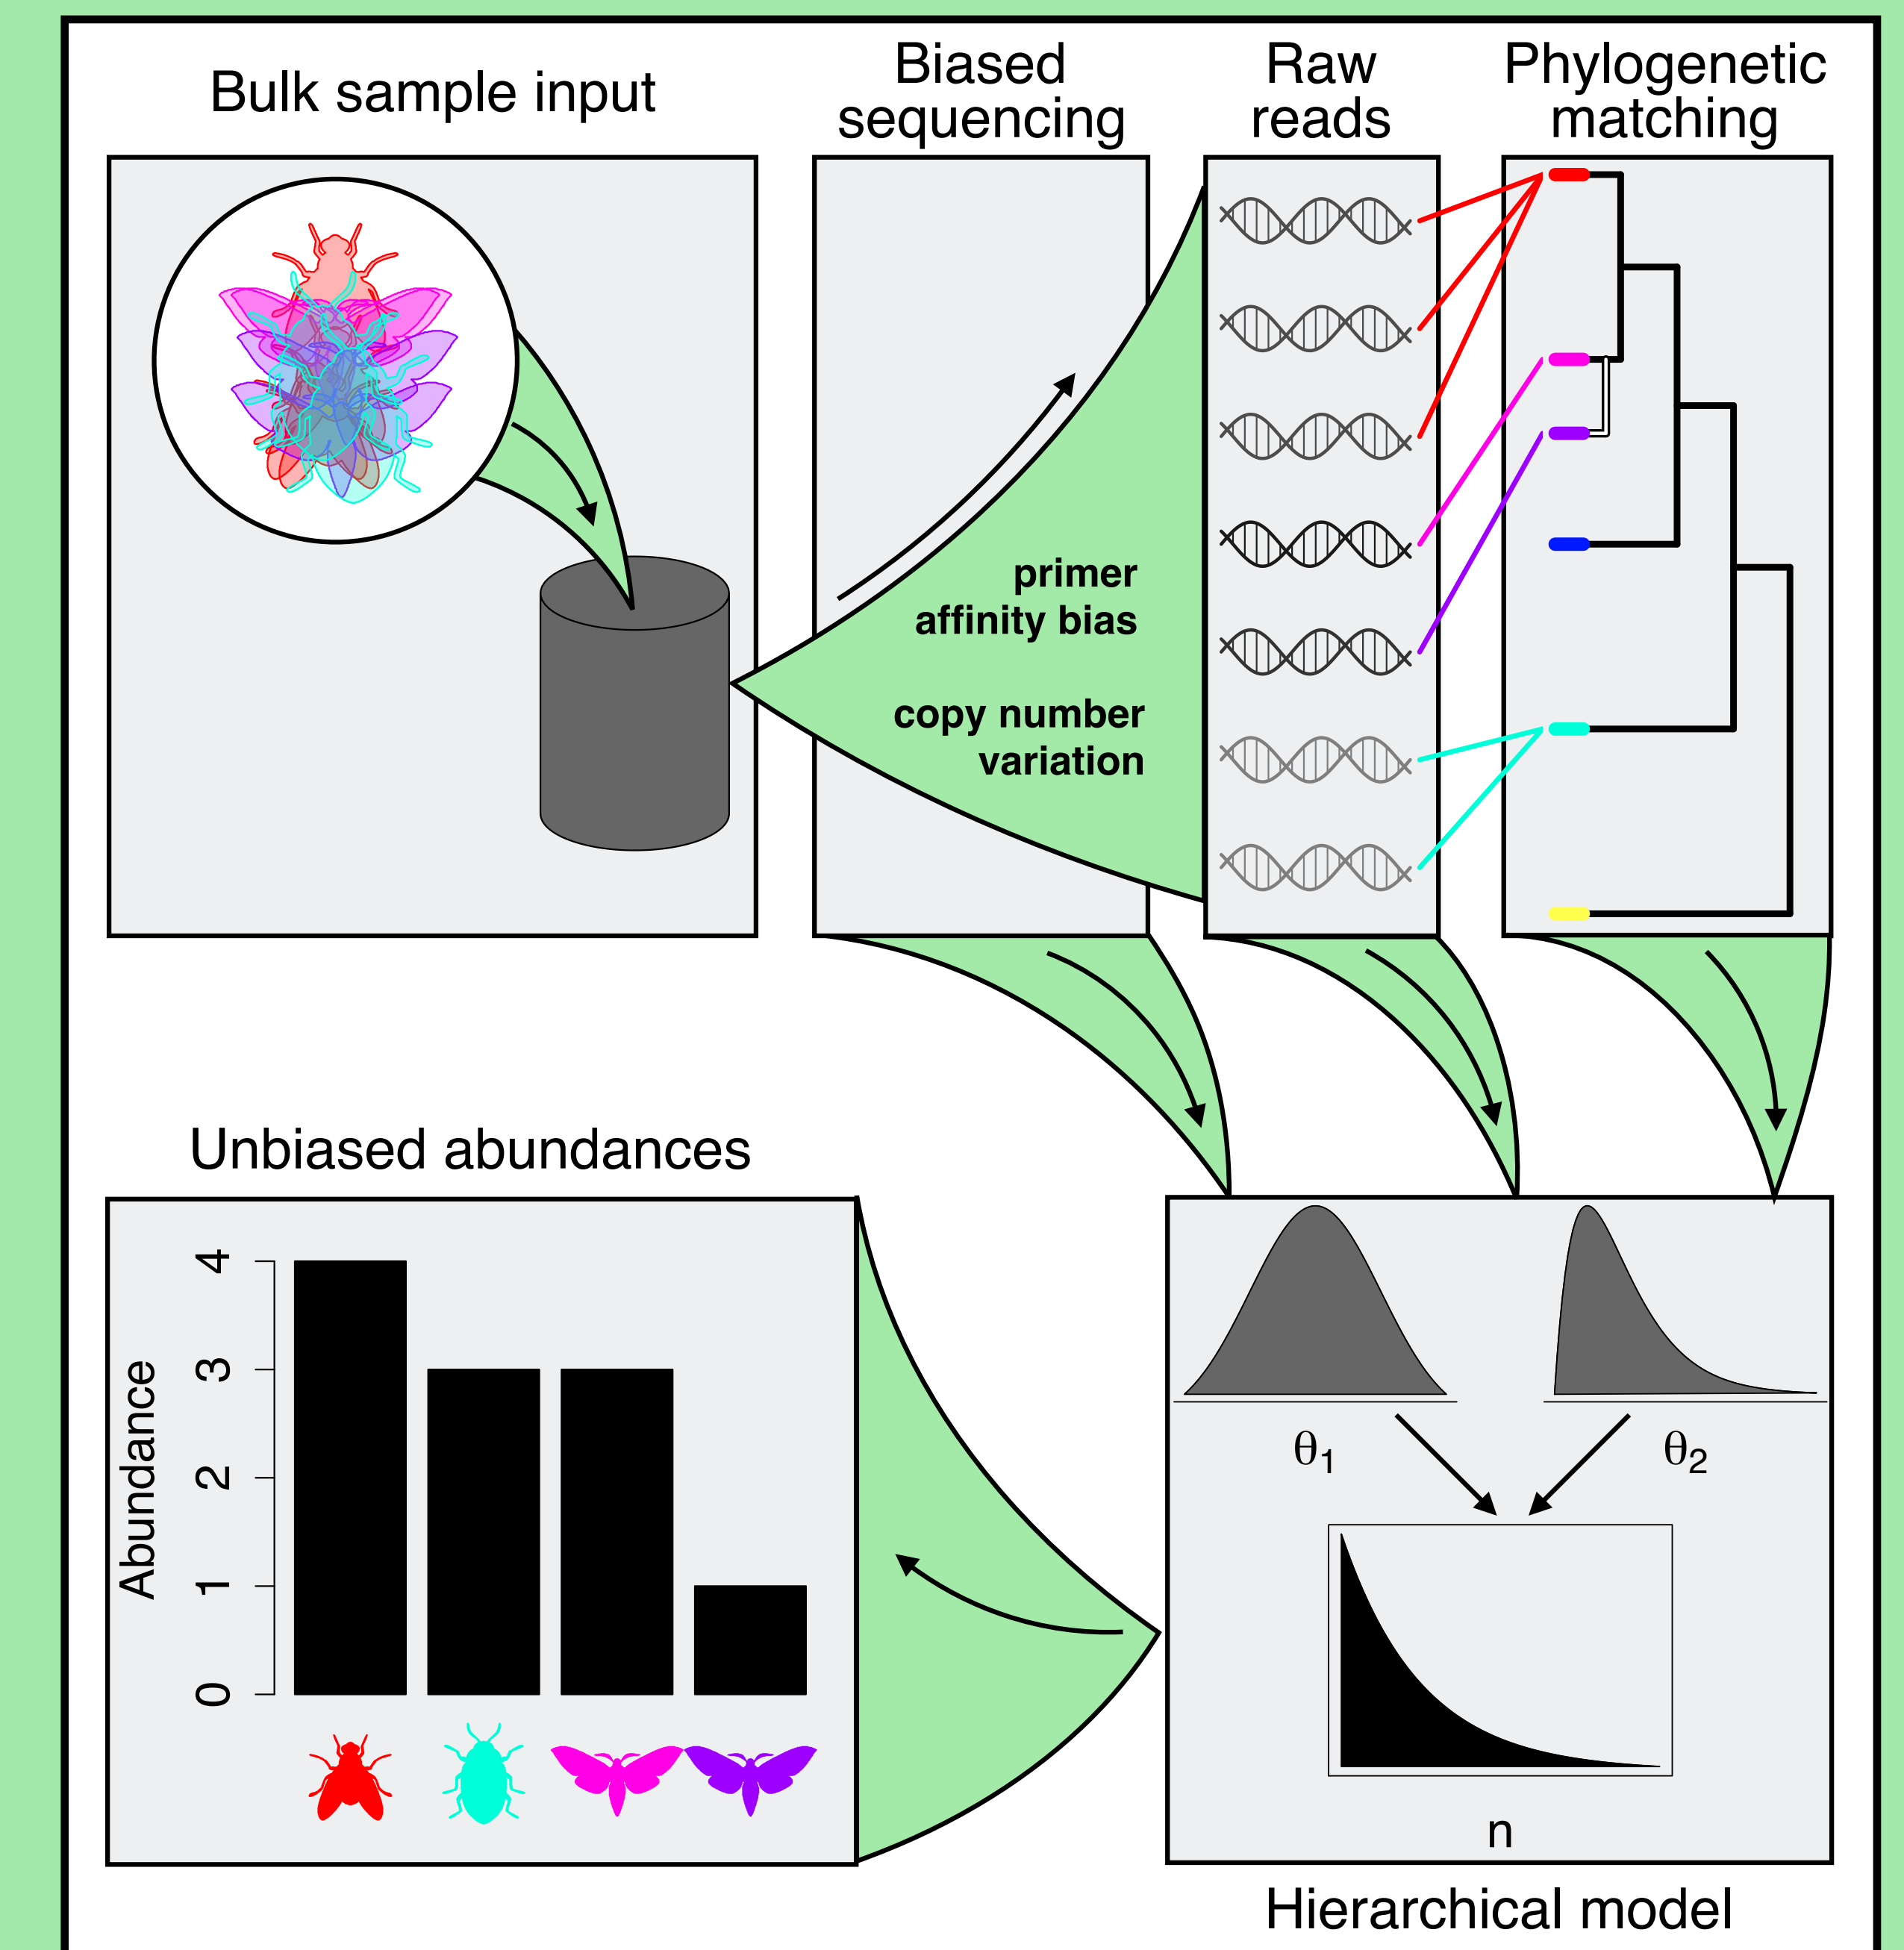 Bulk sample input
Biased
sequencing
Raw
reads
Phylogenetic
matching
primer
affinity bias
copy number
variation
Unbiased abundances
Abundance
4
3
2
1
0
θ1
θ2
n
Hierarchical model